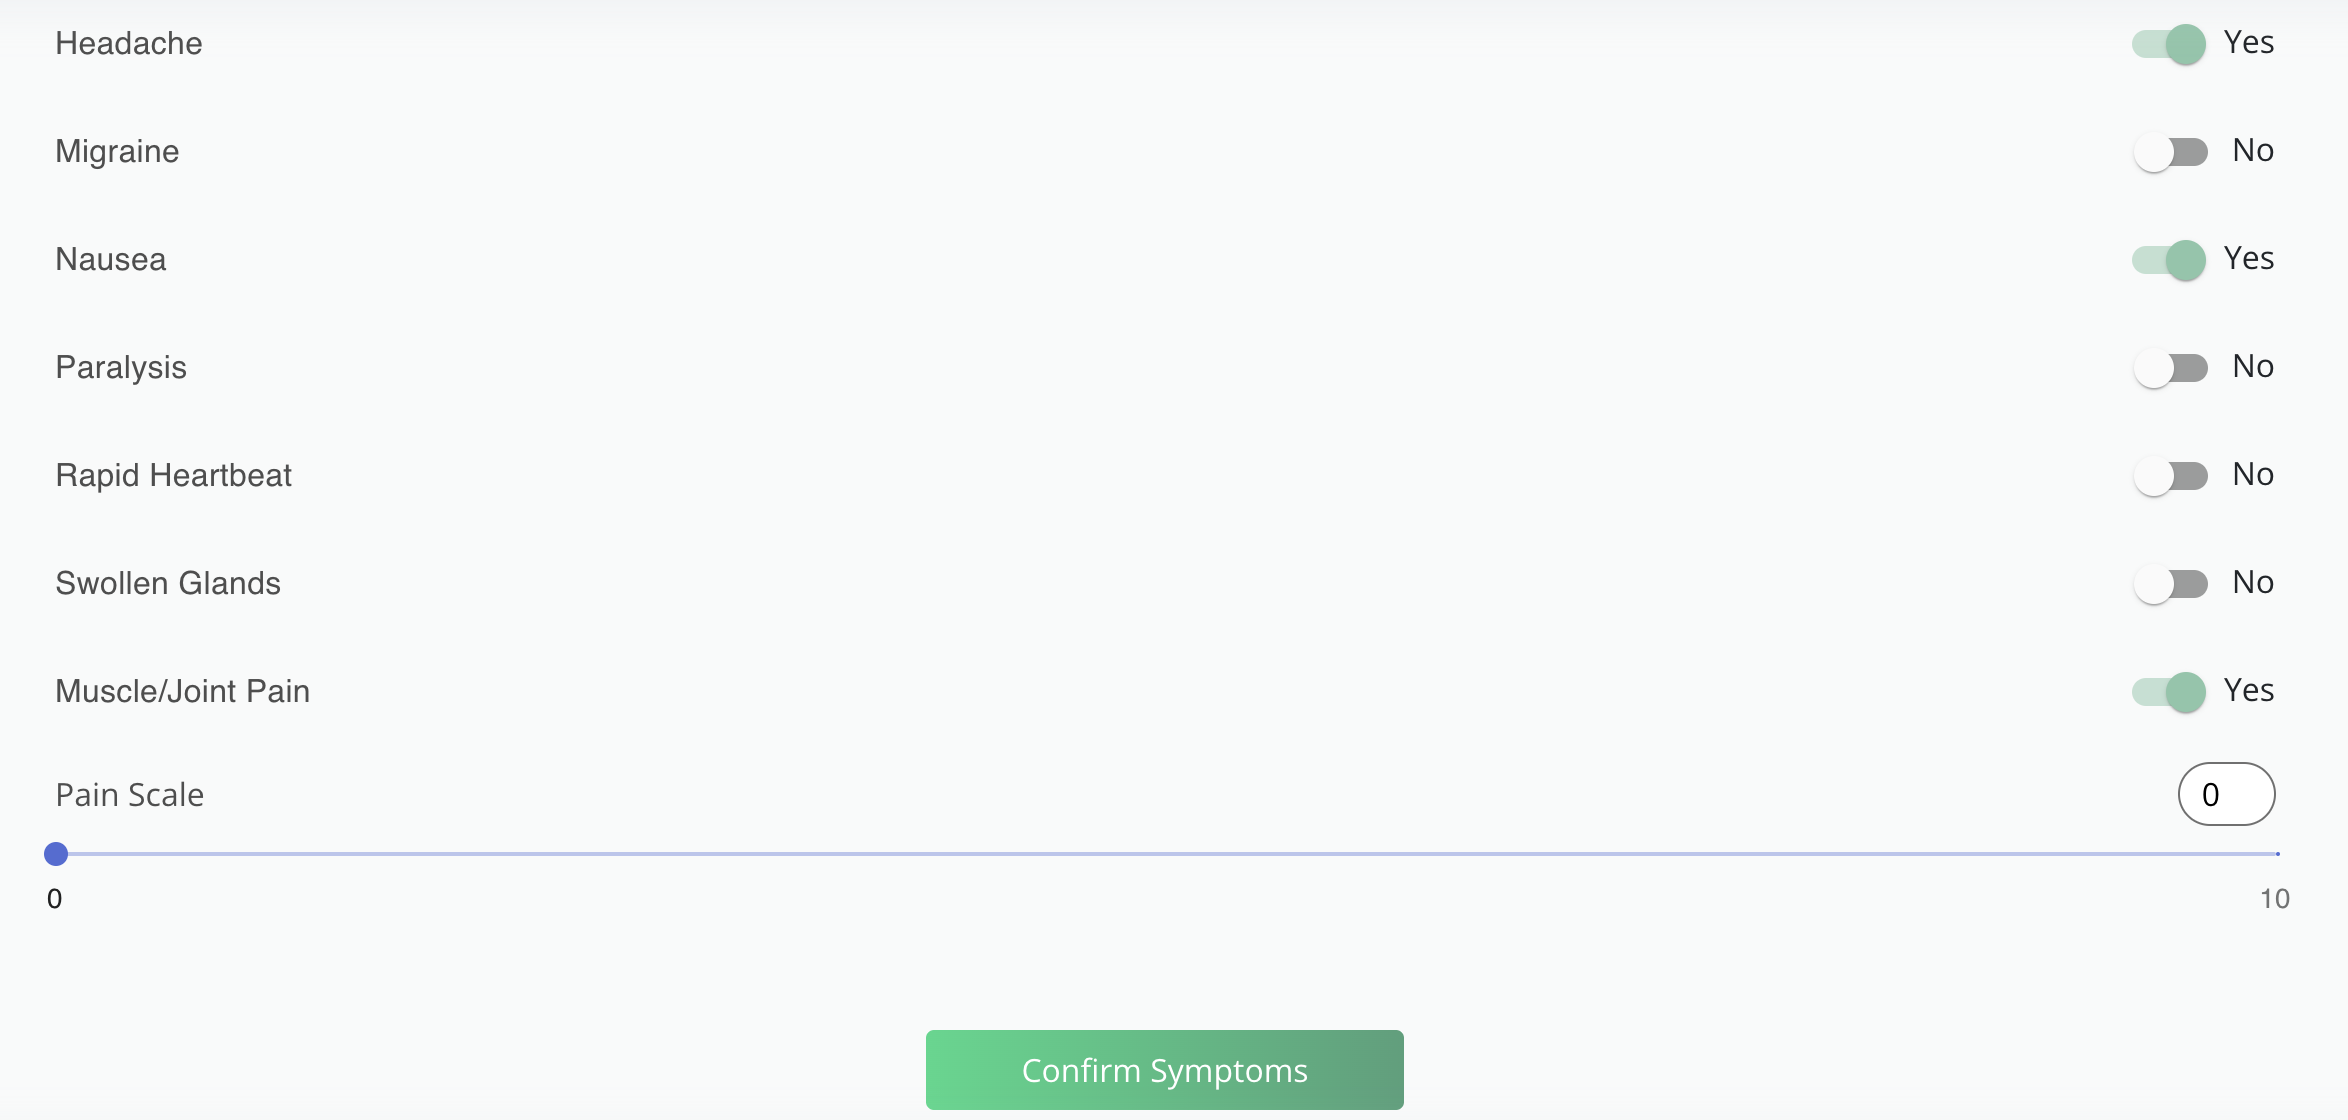 Headache Yes
Migraine No
Nausea Yes
Paralysis No
Rapid Heartbeat No
Swollen Glands No
Muscle/Joint Pain Yes
Pain Scale 0
0 10
Confirm Symptoms